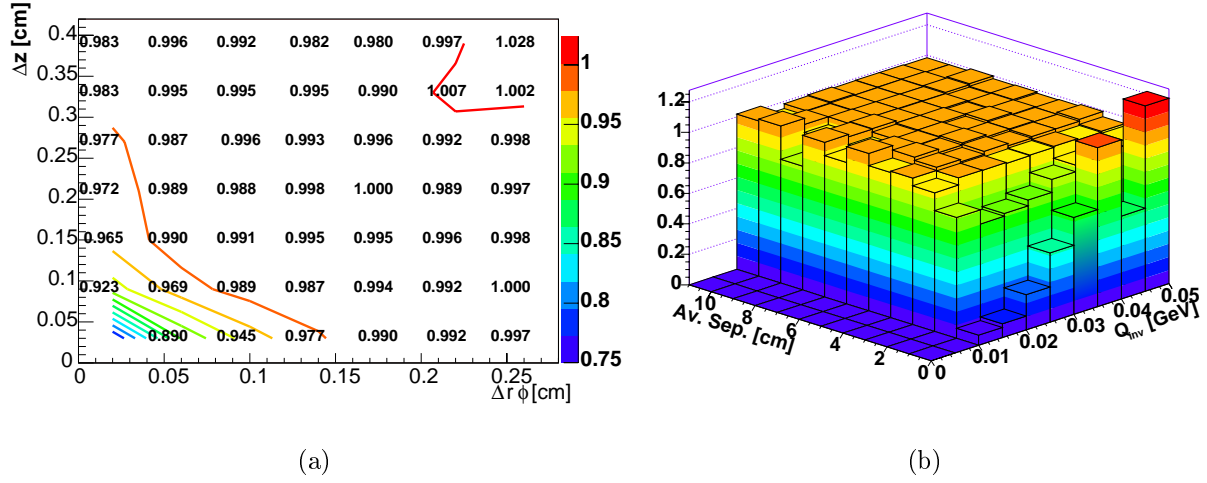 Δz [cm]
0.4
0.35
0.3
0.25
0.2
0.15
0.1
0.05
0
0.983 0.996 0.992 0.982 0.980 0.997 1.028
0.983 0.995 0.995 0.995 0.990 1.007 1.002
0.977 0.987 0.996 0.993 0.996 0.992 0.998
0.972 0.989 0.988 0.998 1.000 0.989 0.997
0.965 0.990 0.991 0.995 0.995 0.996 0.998
0.923 0.969 0.989 0.987 0.994 0.992 1.000
0.890 0.945 0.977 0.990 0.992 0.997
0 0.05 0.1 0.15 0.2 0.25
Δr ϕ [cm]
1
0.95
0.9
0.85
0.8
0.75
(a)
1.2
1
0.8
0.6
0.4
0.2
0
10 8 6 4 2 0
Av. Sep. [cm]
0 0.01 0.02 0.03 0.04 0.05
Q_inv [GeV]
(b)